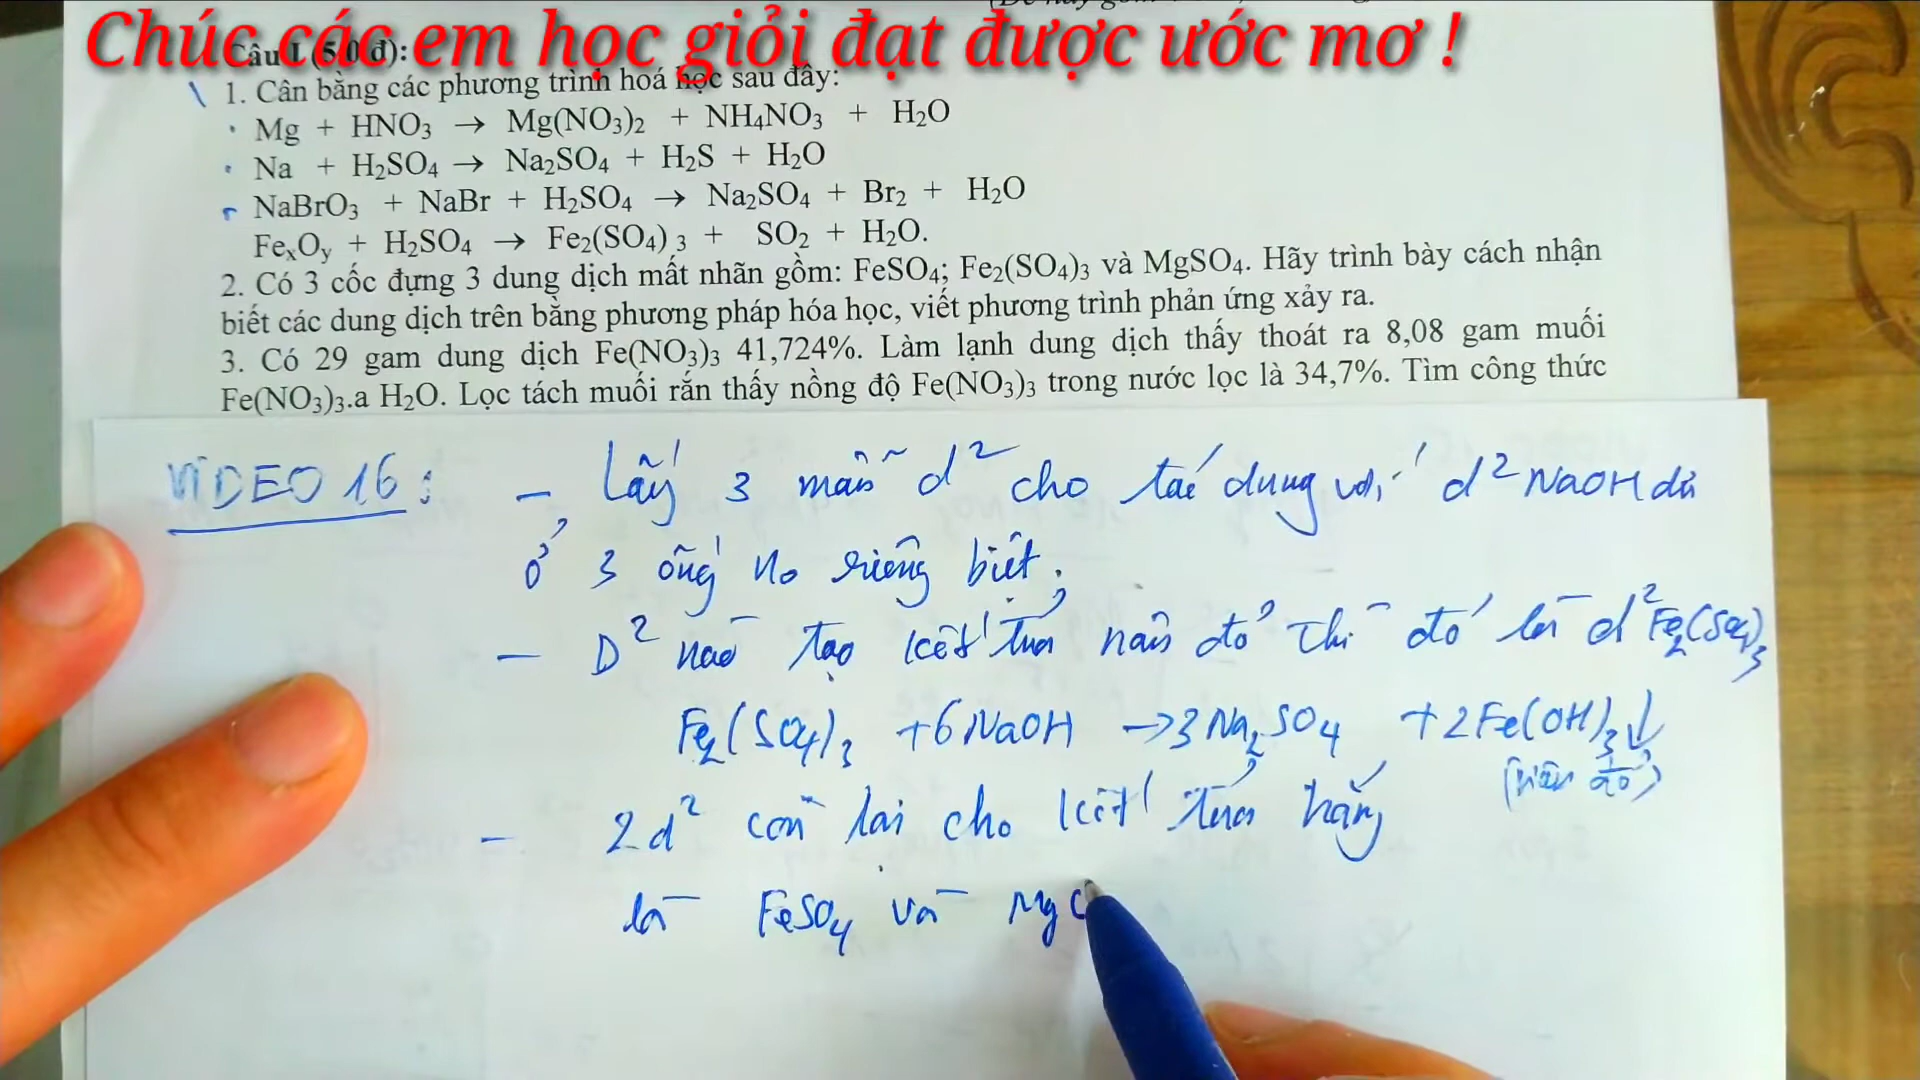 Chúc các em học giỏi đạt được ước mơ !
Câu I (5,0 đ):
1. Cân bằng các phương trình hoá học sau đây:
Mg + HNO₃ → Mg(NO₃)₂ + NH₄NO₃ + H₂O
Na + H₂SO₄ → Na₂SO₄ + H₂S + H₂O
NaBrO₃ + NaBr + H₂SO₄ → Na₂SO₄ + Br₂ + H₂O
FeₓOᵧ + H₂SO₄ → Fe₂(SO₄)₃ + SO₂ + H₂O.
2. Có 3 cốc đựng 3 dung dịch mất nhãn gồm: FeSO₄; Fe₂(SO₄)₃ và MgSO₄. Hãy trình bày cách nhận
biết các dung dịch trên bằng phương pháp hóa học, viết phương trình phản ứng xảy ra.
3. Có 29 gam dung dịch Fe(NO₃)₃ 41,724%. Làm lạnh dung dịch thấy thoát ra 8,08 gam muối
Fe(NO₃)₃.a H₂O. Lọc tách muối rắn thấy nồng độ Fe(NO₃)₃ trong nước lọc là 34,7%. Tìm công thức
VIDEO 16 : - Lấy 3 mẫu d² cho tác dụng với d² NaOH dư
ở 3 ống no riêng biệt.
- D² nào tạo kết tủa nâu đỏ thì đó là d² Fe₂(SO₄)₃
Fe₂(SO₄)₃ + 6NaOH → 3Na₂SO₄ + 2Fe(OH)₃↓
(nâu đỏ)
- 2d² còn lại cho kết tủa trắng
là FeSO₄ và Mg